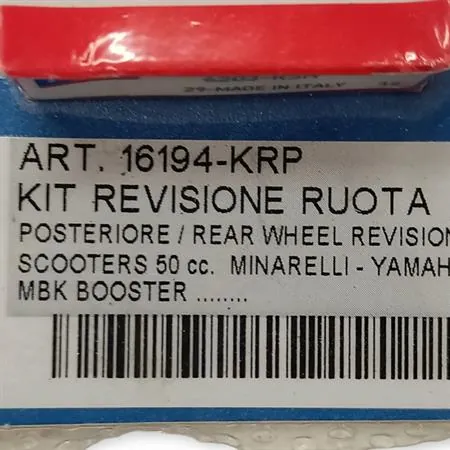 29-MADE IN ITALY
ART. 16194-KRP
KIT REVISIONE RUOTA
POSTERIORE / REAR WHEEL REVISION
SCOOTERS 50 cc. MINARELLI - YAMAH
MBK BOOSTER ........